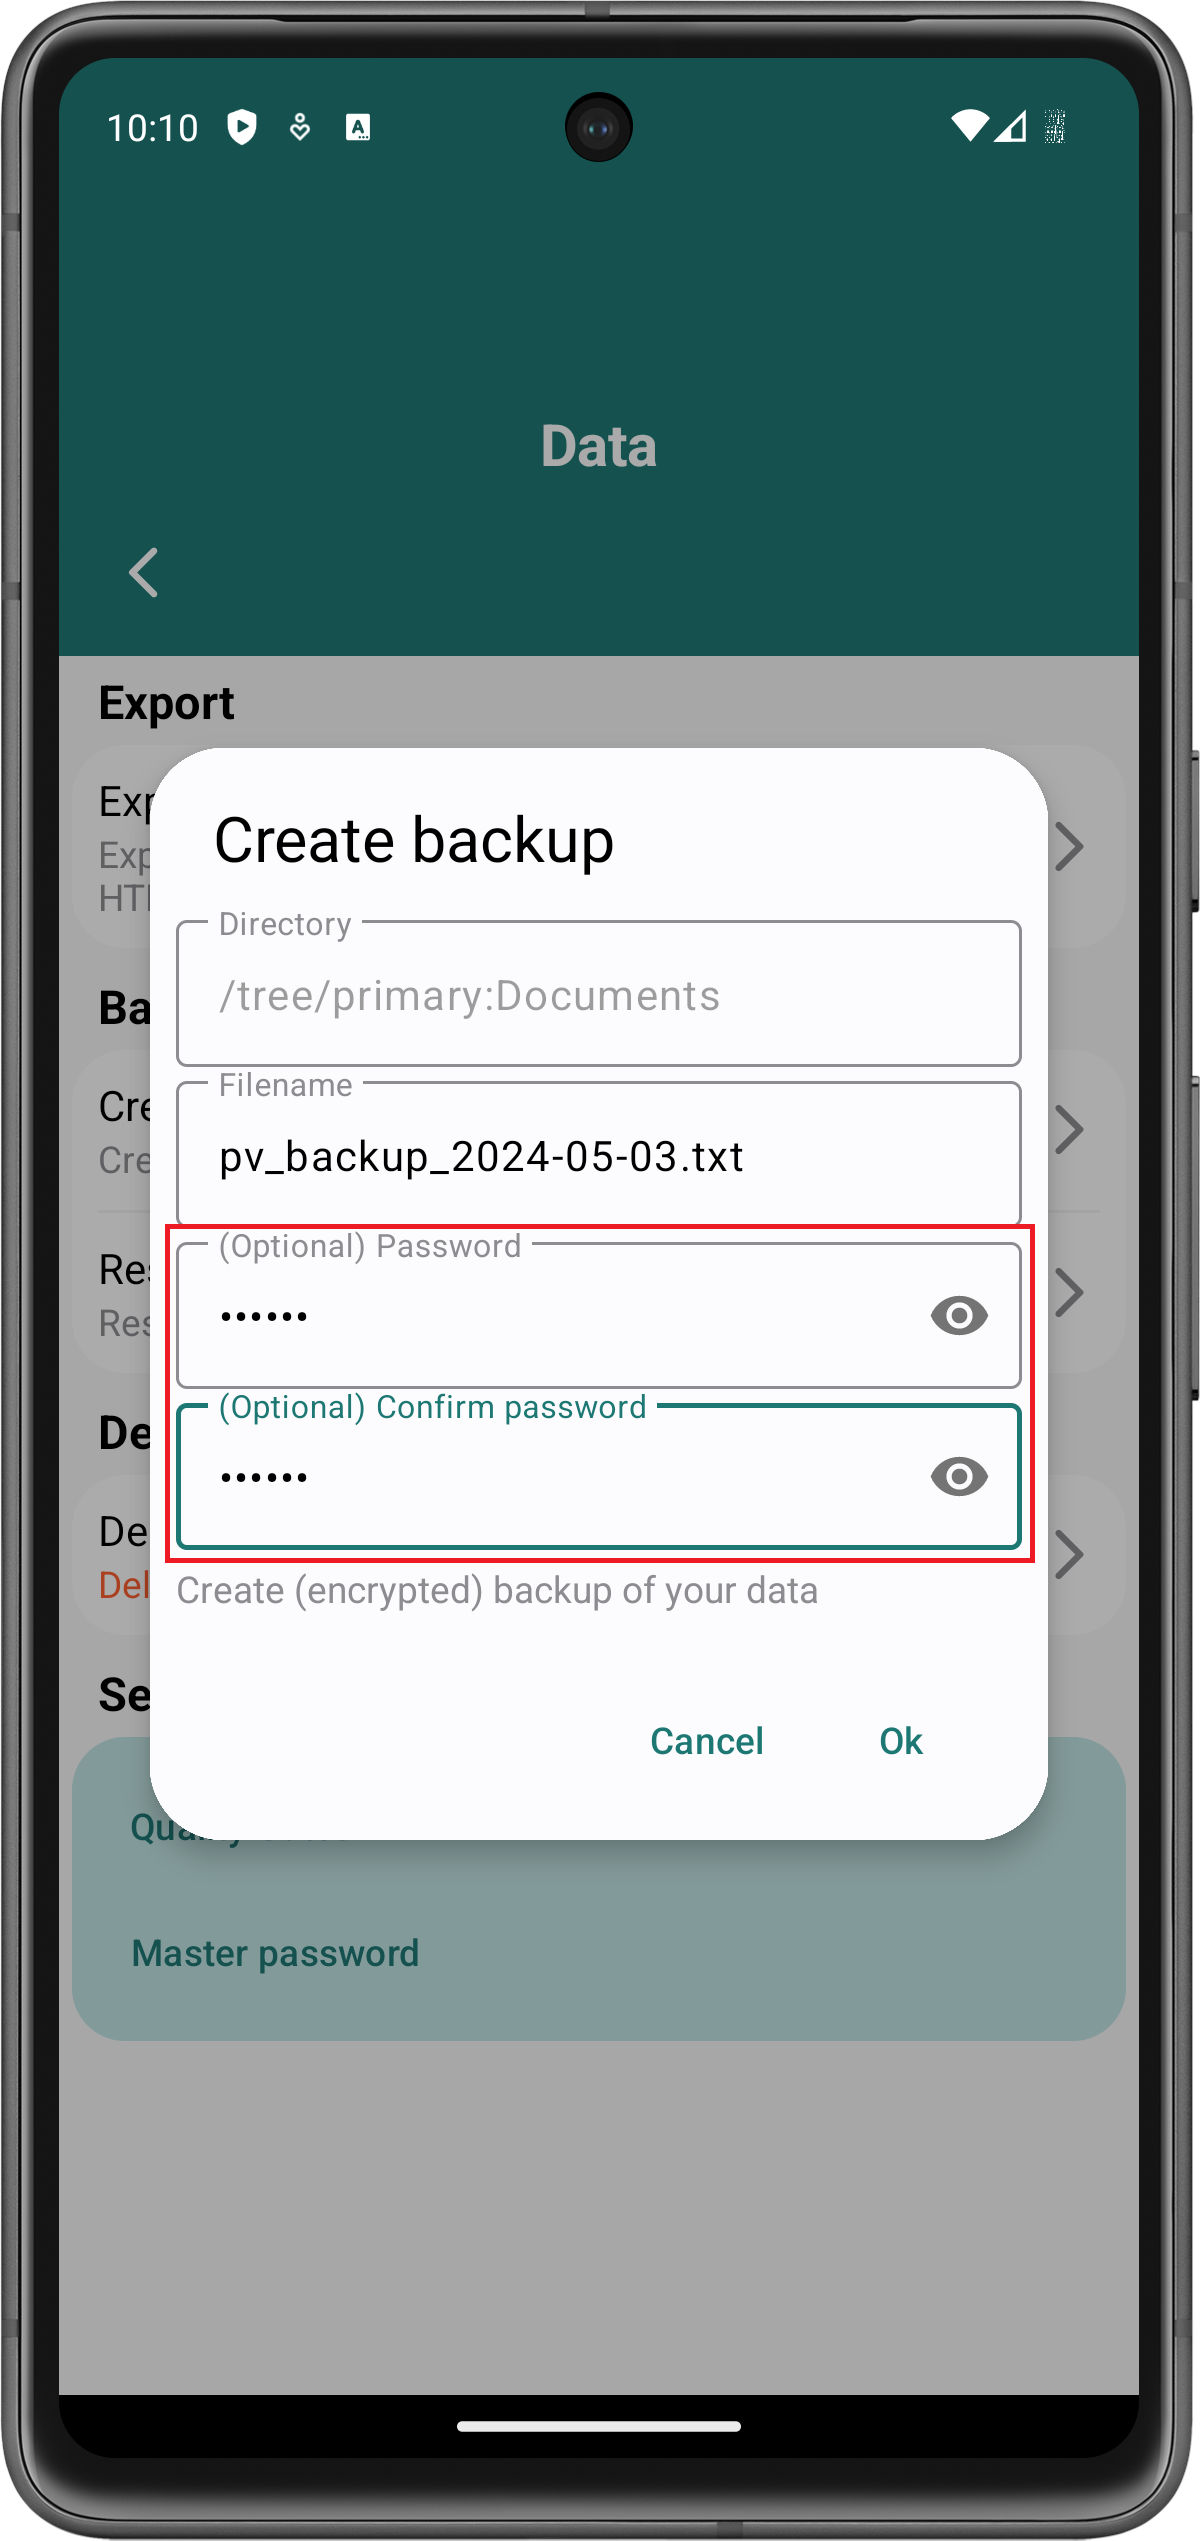 10:10
Data
Export
Exp
Exp
HT
Create backup
Directory
/tree/primary:Documents
Filename
pv_backup_2024-05-03.txt
(Optional) Password
••••••
(Optional) Confirm password
••••••
Create (encrypted) backup of your data
Cancel
Ok
Ba
Cre
Cre
Res
Res
De
De
Del
Se
Master password